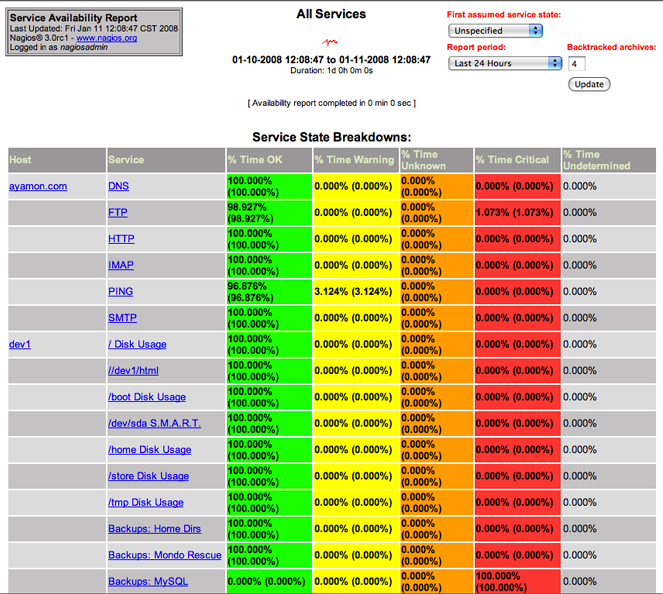 Service Availability Report
Last Updated: Fri Jan 11 12:08:47 CST 2008
Nagios® 3.0rc1 - www.nagios.org
Logged in as nagiosadmin
All Services
01-10-2008 12:08:47 to 01-11-2008 12:08:47
Duration: 1d 0h 0m 0s
[ Availability report completed in 0 min 0 sec ]
First assumed service state:
Unspecified
Report period: Backtracked archives:
Last 24 Hours 4
Update
Service State Breakdowns:
Host Service % Time OK % Time Warning % Time Unknown % Time Critical % Time Undetermined
ayamon.com DNS 100.000% (100.000%) 0.000% (0.000%) 0.000% (0.000%) 0.000% (0.000%) 0.000%
FTP 98.927% (98.927%) 0.000% (0.000%) 0.000% (0.000%) 1.073% (1.073%) 0.000%
HTTP 100.000% (100.000%) 0.000% (0.000%) 0.000% (0.000%) 0.000% (0.000%) 0.000%
IMAP 100.000% (100.000%) 0.000% (0.000%) 0.000% (0.000%) 0.000% (0.000%) 0.000%
PING 96.876% (96.876%) 3.124% (3.124%) 0.000% (0.000%) 0.000% (0.000%) 0.000%
SMTP 100.000% (100.000%) 0.000% (0.000%) 0.000% (0.000%) 0.000% (0.000%) 0.000%
dev1 / Disk Usage 100.000% (100.000%) 0.000% (0.000%) 0.000% (0.000%) 0.000% (0.000%) 0.000%
//dev1/html 100.000% (100.000%) 0.000% (0.000%) 0.000% (0.000%) 0.000% (0.000%) 0.000%
/boot Disk Usage 100.000% (100.000%) 0.000% (0.000%) 0.000% (0.000%) 0.000% (0.000%) 0.000%
/dev/sda S.M.A.R.T. 100.000% (100.000%) 0.000% (0.000%) 0.000% (0.000%) 0.000% (0.000%) 0.000%
/home Disk Usage 100.000% (100.000%) 0.000% (0.000%) 0.000% (0.000%) 0.000% (0.000%) 0.000%
/store Disk Usage 100.000% (100.000%) 0.000% (0.000%) 0.000% (0.000%) 0.000% (0.000%) 0.000%
/tmp Disk Usage 100.000% (100.000%) 0.000% (0.000%) 0.000% (0.000%) 0.000% (0.000%) 0.000%
Backups: Home Dirs 100.000% (100.000%) 0.000% (0.000%) 0.000% (0.000%) 0.000% (0.000%) 0.000%
Backups: Mondo Rescue 100.000% (100.000%) 0.000% (0.000%) 0.000% (0.000%) 0.000% (0.000%) 0.000%
Backups: MySQL 0.000% (0.000%) 0.000% (0.000%) 0.000% (0.000%) 100.000% (100.000%) 0.000%